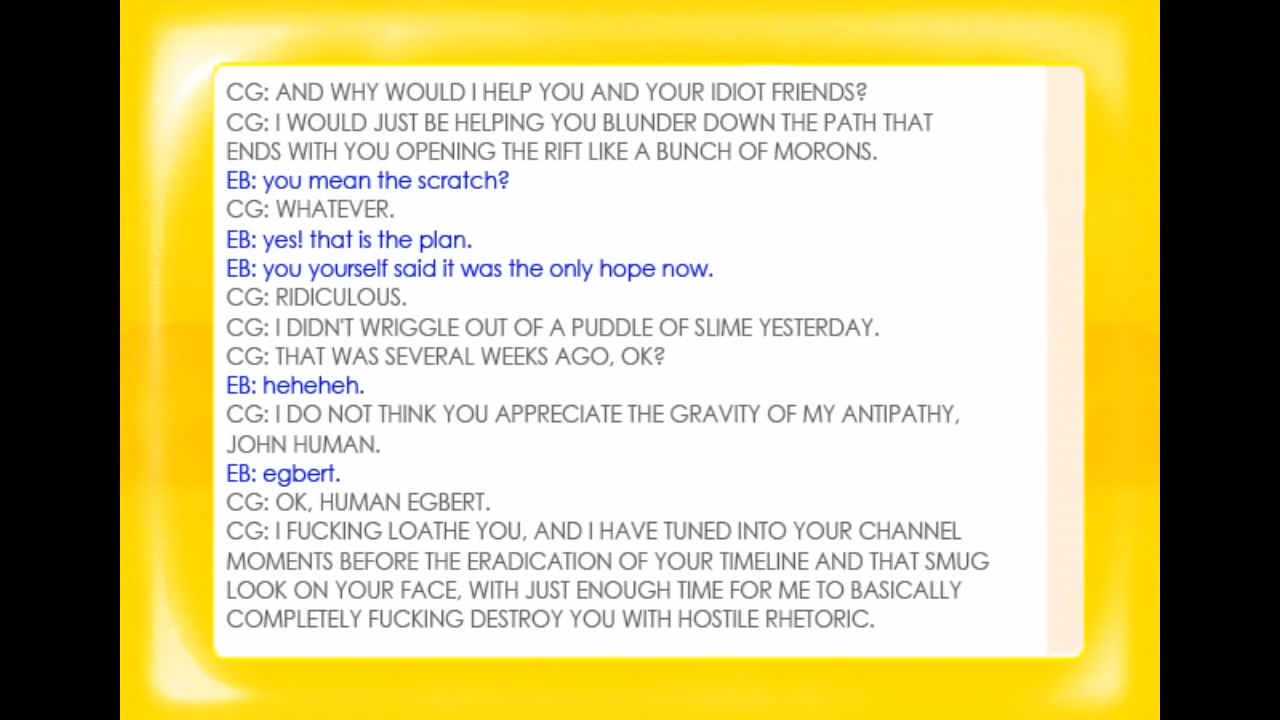 CG: AND WHY WOULD I HELP YOU AND YOUR IDIOT FRIENDS?
CG: I WOULD JUST BE HELPING YOU BLUNDER DOWN THE PATH THAT
ENDS WITH YOU OPENING THE RIFT LIKE A BUNCH OF MORONS.
EB: you mean the scratch?
CG: WHATEVER.
EB: yes! that is the plan.
EB: you yourself said it was the only hope now.
CG: RIDICULOUS.
CG: I DIDN'T WRIGGLE OUT OF A PUDDLE OF SLIME YESTERDAY.
CG: THAT WAS SEVERAL WEEKS AGO, OK?
EB: heheheh.
CG: I DO NOT THINK YOU APPRECIATE THE GRAVITY OF MY ANTIPATHY,
JOHN HUMAN.
EB: egbert.
CG: OK, HUMAN EGBERT.
CG: I FUCKING LOATHE YOU, AND I HAVE TUNED INTO YOUR CHANNEL
MOMENTS BEFORE THE ERADICATION OF YOUR TIMELINE AND THAT SMUG
LOOK ON YOUR FACE, WITH JUST ENOUGH TIME FOR ME TO BASICALLY
COMPLETELY FUCKING DESTROY YOU WITH HOSTILE RHETORIC.